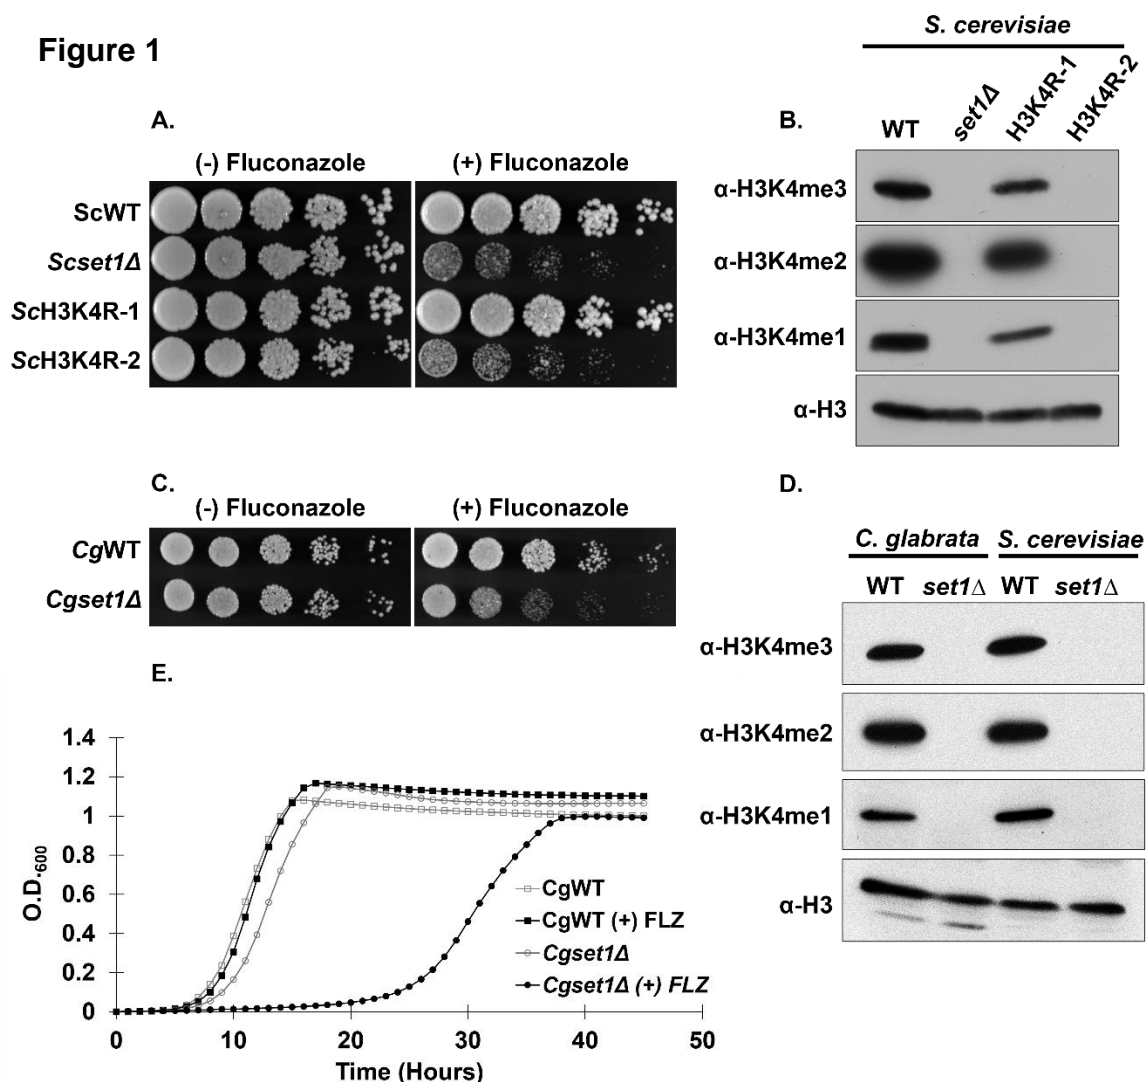 Figure 1
A.
(-) Fluconazole
(+) Fluconazole
ScWT
Scset1Δ
ScH3K4R-1
ScH3K4R-2
B.
S. cerevisiae
WT
set1Δ
H3K4R-1
H3K4R-2
α-H3K4me3
α-H3K4me2
α-H3K4me1
α-H3
C.
(-) Fluconazole
(+) Fluconazole
CgWT
Cgset1Δ
D.
C. glabrata
S. cerevisiae
WT
set1Δ
WT
set1Δ
α-H3K4me3
α-H3K4me2
α-H3K4me1
α-H3
E.
O.D.600
1.4
1.2
1
0.8
0.6
0.4
0.2
0
0
10
20
30
40
50
Time (Hours)
CgWT
CgWT (+) FLZ
Cgset1Δ
Cgset1Δ (+) FLZ